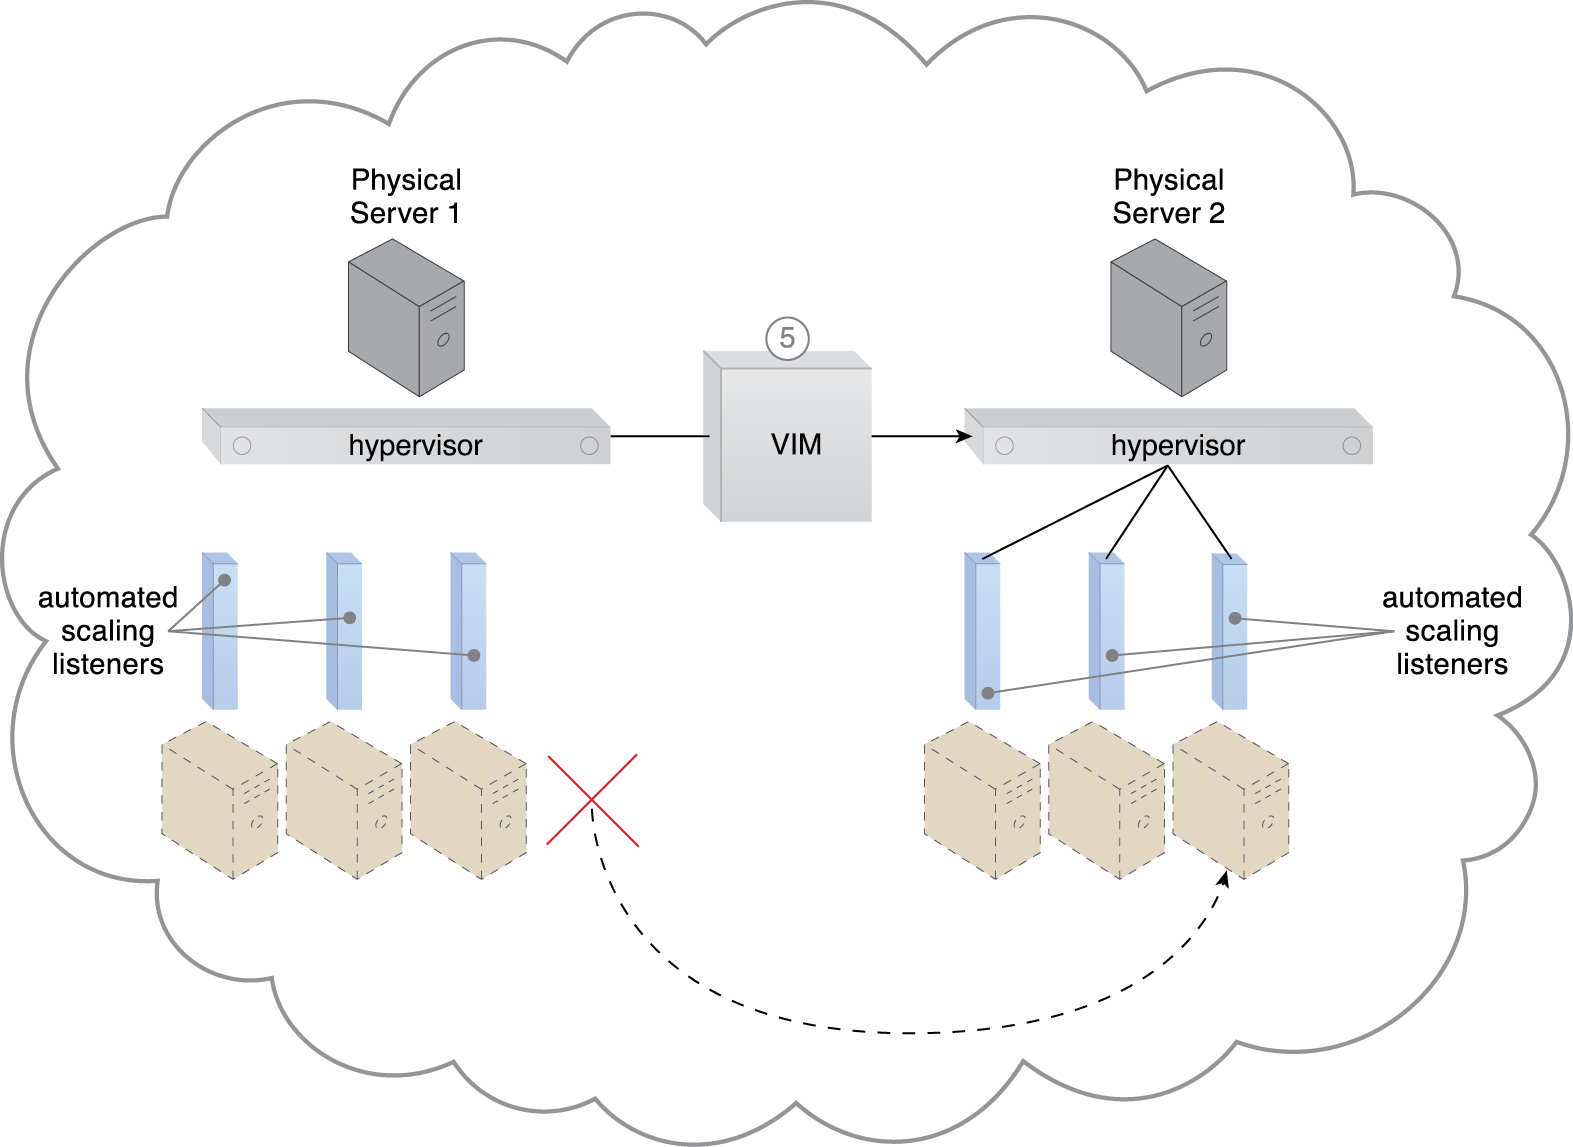 Physical
Server 1
Physical
Server 2
5
hypervisor
VIM
hypervisor
automated
scaling
listeners
automated
scaling
listeners